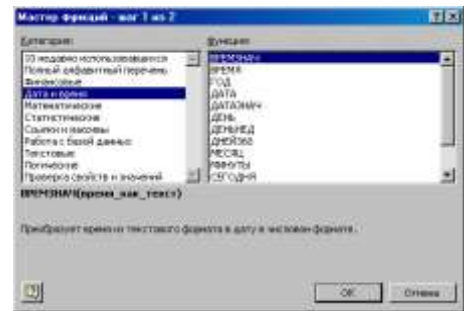 Мастер функций - шаг 1 из 2
Категория:
Функция:
10 недавно использовавшихся
Полный алфавитный перечень
Финансовые
Дата и время
Математические
Статистические
Ссылки и массивы
Работа с базой данных
Текстовые
Логические
Проверка свойств и значений
ВРЕМЗНАЧ
ВРЕМЯ
ГОД
ДАТА
ДАТАЗНАЧ
ДЕНЬ
ДЕНЬНЕД
ДНЕЙ360
МЕСЯЦ
МИНУТЫ
СЕГОДНЯ
ВРЕМЗНАЧ(время_как_текст)
Преобразует время из текстового формата в дату в числовом формате.
ОК
Отмена